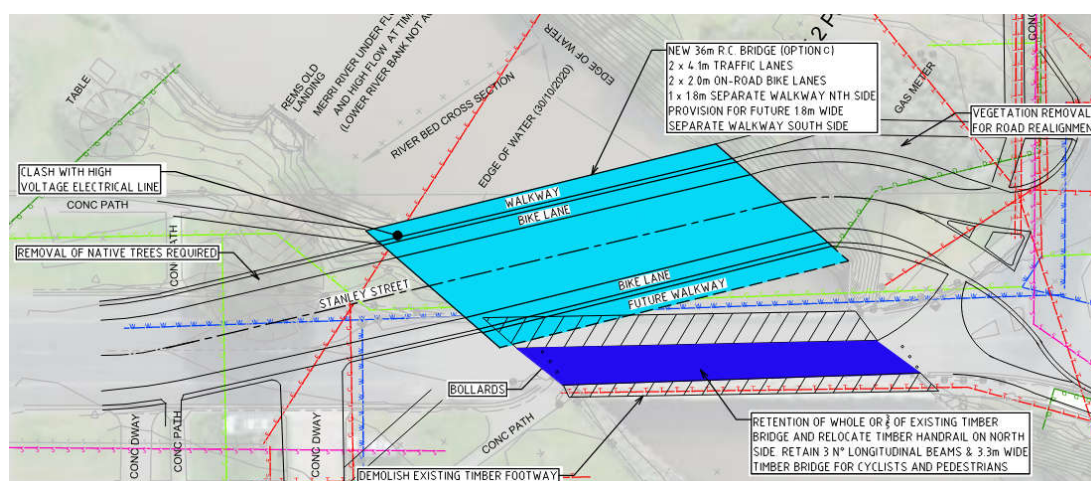 TABLE
REMS OLD
LANDING
MERRI RIVER UNDER
AND HIGH FLOW AT
(LOWER RIVER BANK NOT
RIVER BED CROSS SECTION
EDGE OF WATER
EDGE OF WATER (30/10/2020)
NEW 36m R.C. BRIDGE (OPTION C)
2 x 4.1m TRAFFIC LANES
2 x 2.0m ON-ROAD BIKE LANES
1 x 1.8m SEPARATE WALKWAY NTH SIDE
PROVISION FOR FUTURE 1.8m WIDE
SEPARATE WALKWAY SOUTH SIDE
GAS METER
VEGETATION REMOVAL
FOR ROAD REALIGNMENT
CLASH WITH HIGH
VOLTAGE ELECTRICAL LINE
CONC PATH
CONC PATH
REMOVAL OF NATIVE TREES REQUIRED
WALKWAY
BIKE LANE
STANLEY STREET
BIKE LANE
FUTURE WALKWAY
BOLLARDS
CONC DWAY
CONC PATH
CONC DWAY
CONC PATH
DEMOLISH EXISTING TIMBER FOOTWAY
RETENTION OF WHOLE OR OF EXISTING TIMBER
BRIDGE AND RELOCATE TIMBER HANDRAIL ON NORTH
SIDE. RETAIN 3 N° LONGITUDINAL BEAMS & 3.3m WIDE
TIMBER BRIDGE FOR CYCLISTS AND PEDESTRIANS